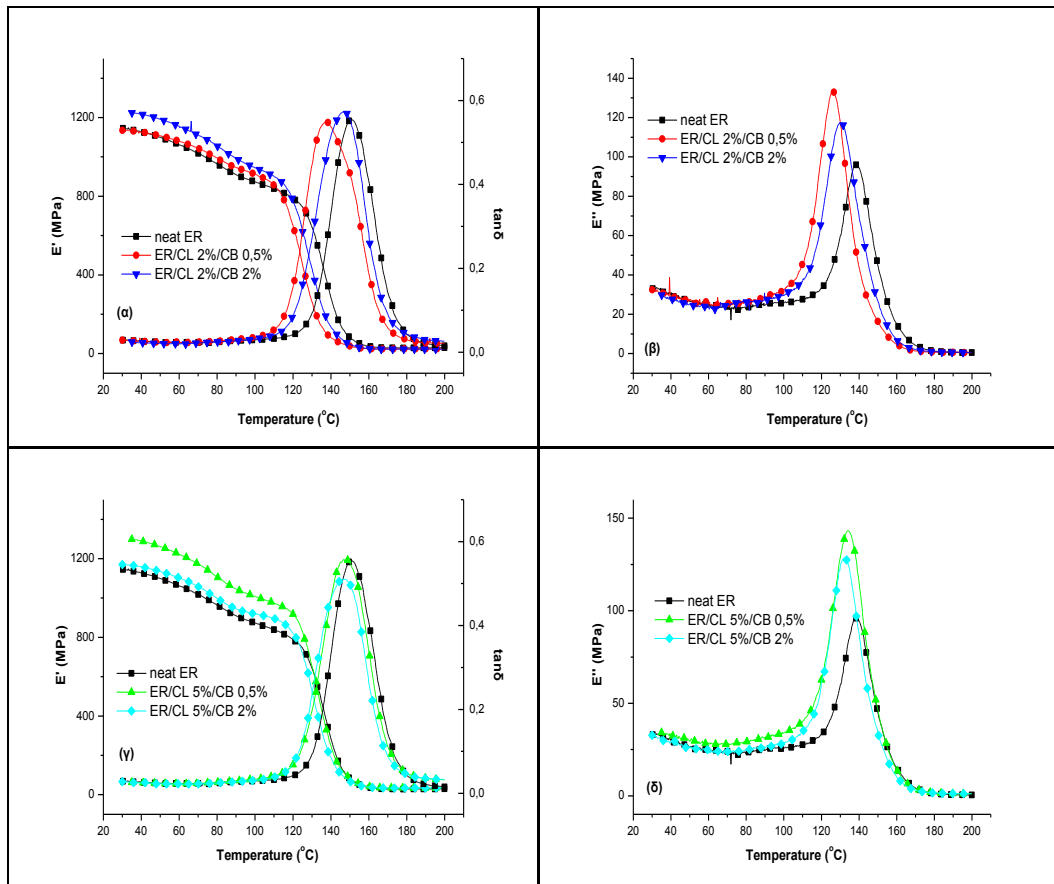 1200
800
400
0
E' (MPa)
0,6
0,4
0,2
0,0
tanδ
neat ER
ER/CL 2%/CB 0,5%
ER/CL 2%/CB 2%
(α)
20 40 60 80 100 120 140 160 180 200
Temperature (°C)
140
120
100
80
60
40
20
0
E'' (MPa)
neat ER
ER/CL 2%/CB 0,5%
ER/CL 2%/CB 2%
(β)
20 40 60 80 100 120 140 160 180 200
Temperature (°C)
1200
800
400
0
E' (MPa)
0,6
0,4
0,2
0,0
tanδ
neat ER
ER/CL 5%/CB 0,5%
ER/CL 5%/CB 2%
(γ)
20 40 60 80 100 120 140 160 180 200
Temperature (°C)
150
100
50
0
E'' (MPa)
neat ER
ER/CL 5%/CB 0,5%
ER/CL 5%/CB 2%
(δ)
20 40 60 80 100 120 140 160 180 200
Temperature (°C)